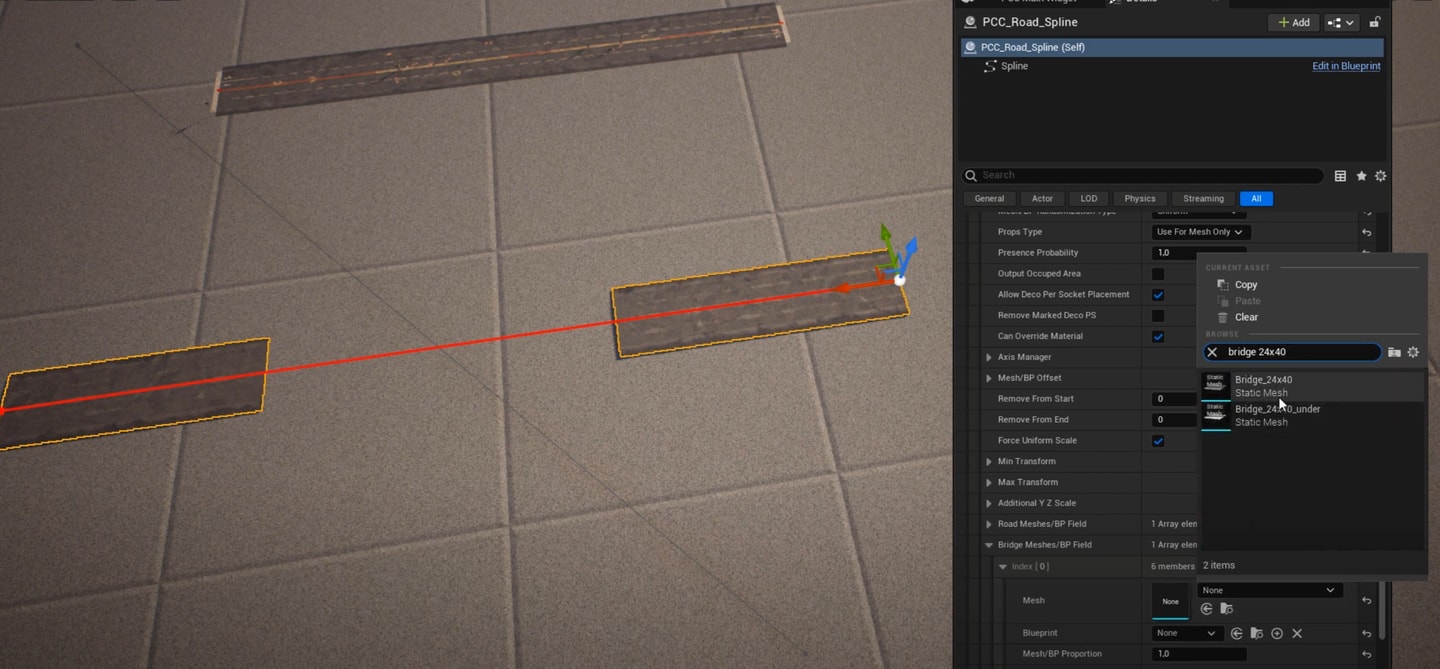 Details
PCC_Road_Spline
Add
PCC_Road_Spline (Self)
Spline
Edit in Blueprint
Search
General
Actor
LOD
Physics
Streaming
All
Props Type
Use For Mesh Only
Presence Probability
1,0
Output Occuped Area
Allow Deco Per Socket Placement
Remove Marked Deco PS
Can Override Material
Axis Manager
Mesh/BP Offset
Remove From Start
0
Remove From End
0
Force Uniform Scale
Min Transform
Max Transform
Additional Y Z Scale
Road Meshes/BP Field
1 Array elen
Bridge Meshes/BP Field
1 Array elen
Index [ 0 ]
6 members
Mesh
None
None
Blueprint
None
Mesh/BP Proportion
1,0
CURRENT ASSET
Copy
Paste
Clear
BROWSE
bridge 24x40
Static
Mesh
Bridge_24x40
Static Mesh
Static
Mesh
Bridge_24x40_under
Static Mesh
2 items